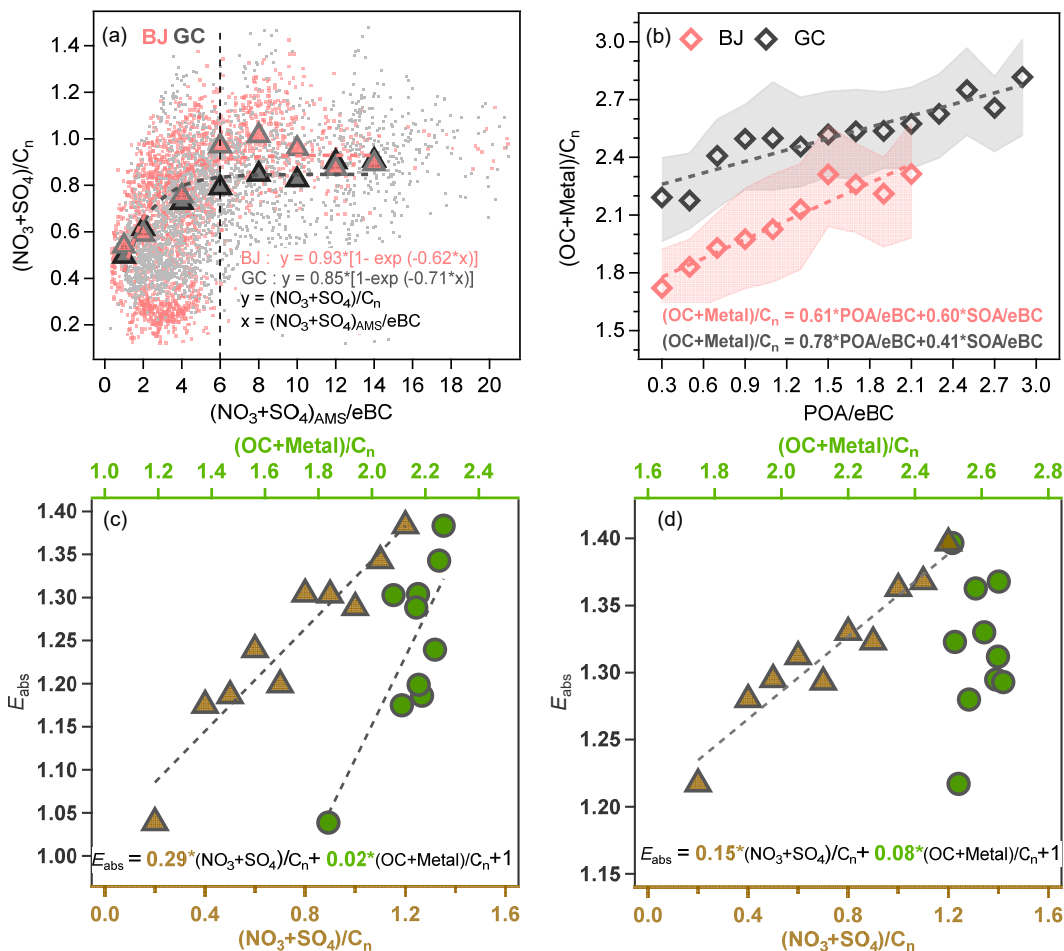 (a)
BJ GC
1.4
1.2
1.0
0.8
0.6
0.4
0.2
(NO3+SO4)/Cn
BJ : y = 0.93*[1- exp (-0.62*x)]
GC : y = 0.85*[1-exp (-0.71*x)]
y = (NO3+SO4)/Cn
x = (NO3+SO4)AMS/eBC
0 2 4 6 8 10 12 14 16 18 20
(NO3+SO4)AMS/eBC
(b)
BJ GC
3.0
2.7
2.4
2.1
1.8
1.5
(OC+Metal)/Cn
(OC+Metal)/Cn = 0.61*POA/eBC+0.60*SOA/eBC
(OC+Metal)/Cn = 0.78*POA/eBC+0.41*SOA/eBC
0.3 0.6 0.9 1.2 1.5 1.8 2.1 2.4 2.7 3.0
POA/eBC
(OC+Metal)/Cn
1.0 1.2 1.4 1.6 1.8 2.0 2.2 2.4
(c)
1.40
1.35
1.30
1.25
1.20
1.15
1.10
1.05
1.00
Eabs
Eabs = 0.29*(NO3+SO4)/Cn+ 0.02*(OC+Metal)/Cn+1
0.0 0.4 0.8 1.2 1.6
(NO3+SO4)/Cn
(OC+Metal)/Cn
1.6 1.8 2.0 2.2 2.4 2.6 2.8
(d)
1.40
1.35
1.30
1.25
1.20
1.15
1.14
Eabs
Eabs = 0.15*(NO3+SO4)/Cn+ 0.08*(OC+Metal)/Cn+1
0.0 0.4 0.8 1.2 1.6
(NO3+SO4)/Cn